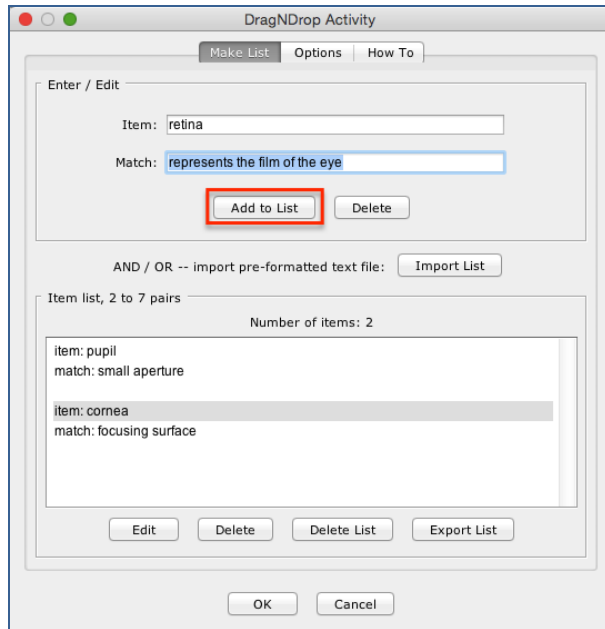 DragNDrop Activity
Make List Options How To
Enter / Edit
Item: retina
Match: represents the film of the eye
Add to List Delete
AND / OR -- import pre-formatted text file: Import List
Item list, 2 to 7 pairs
Number of items: 2
item: pupil
match: small aperture
item: cornea
match: focusing surface
Edit Delete Delete List Export List
OK Cancel